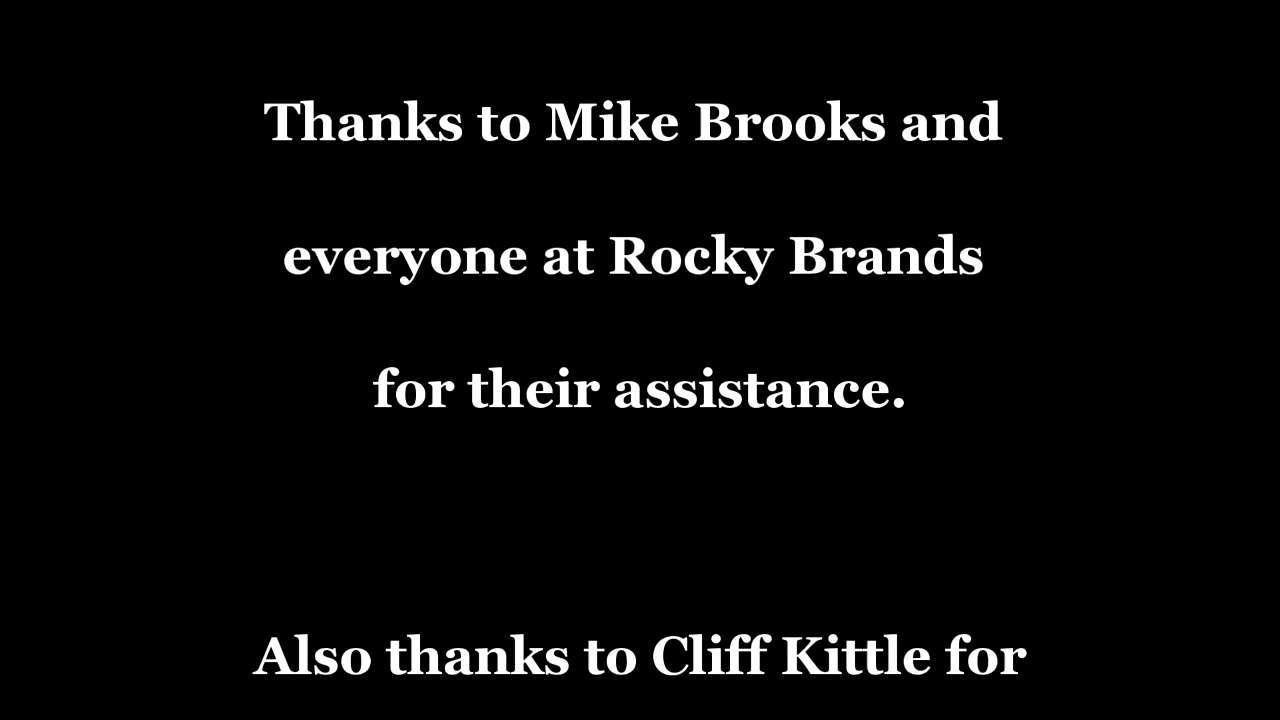 Thanks to Mike Brooks and
everyone at Rocky Brands
for their assistance.
Also thanks to Cliff Kittle for